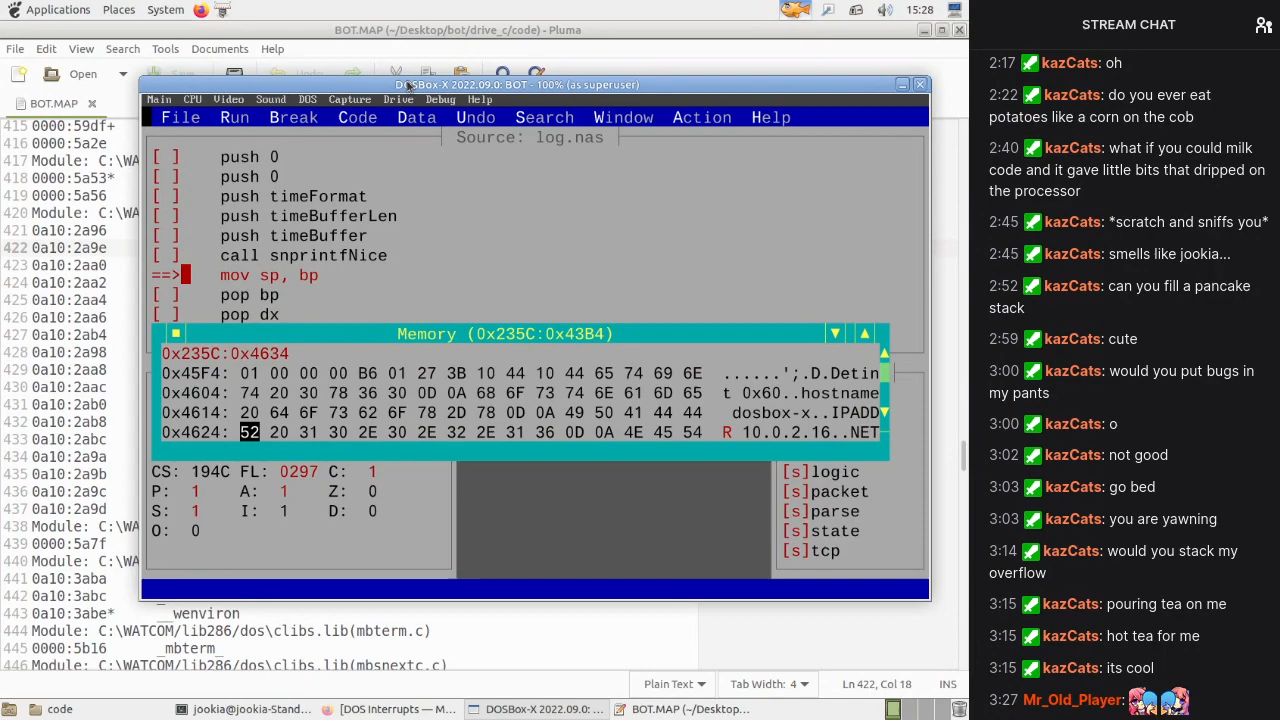 Applications Places System 15:28
BOT.MAP (~/Desktop/bot/drive_c/code) - Pluma
File Edit View Search Tools Documents Help
Open
BOT.MAP
DOSBox-X 2022.09.0: BOT - 100% (as superuser)
Main CPU Video Sound DOS Capture Drive Debug Help
File Run Break Code Data Undo Search Window Action Help
Source: log.nas
[ ] push 0
[ ] push 0
[ ] push timeFormat
[ ] push timeBufferLen
[ ] push timeBuffer
[ ] call snprintfNice
==> mov sp, bp
[ ] pop bp
[ ] pop dx
Memory (0x235C:0x43B4)
0x235C:0x4634
0x45F4: 01 00 00 00 B6 01 27 3B 10 44 10 44 65 74 69 6E ......';.D.Detin
0x4604: 74 20 30 78 36 30 0D 0A 68 6F 73 74 6E 61 6D 65 t 0x60..hostname
0x4614: 20 64 6F 73 62 6F 78 2D 78 0D 0A 49 50 41 44 44 dosbox-x..IPADD
0x4624: 52 20 31 30 2E 30 2E 32 2E 31 36 0D 0A 4E 45 54 R 10.0.2.16..NET
CS: 194C FL: 0297 C: 1
P: 1 A: 1 Z: 0
S: 1 I: 1 D: 0
O: 0
[s]logic
[s]packet
[s]parse
[s]state
[s]tcp
415 0000:59df+
416 0000:5a2e
417 Module: C:\WA
418 0000:5a53*
419 0000:5a56
420 Module: C:\WA
421 0a10:2a96
422 0a10:2a9e
423 0a10:2aa0
424 0a10:2aa2
425 0a10:2aa4
426 0a10:2aa6
427 0a10:2ab4
428 0a10:2a98
429 0a10:2aac
430 0a10:2ab0
431 0a10:2abc
432 0a10:2abc
433 0a10:2a9a
434 0a10:2a9b
435 0a10:2a9c
437 0a10:2a9d
438 Module: C:\WA
439 0000:5a7f
440 Module: C:\WA
441 0a10:3aba
442 0a10:3abc
443 0a10:3abe* __wenviron
444 Module: C:\WATCOM/lib286/dos\clibs.lib(mbterm.c)
445 0000:5b16 _mbterm_
446 Module: C:\WATCOM/lib286/dos\clibs.lib(mbsnextc.c)
Plain Text Tab Width: 4 Ln 422, Col 18 INS
code jookia@jookia-Stand... [DOS Interrupts — M... DOSBox-X 2022.09.0: ... BOT.MAP (~/Desktop...
STREAM CHAT
2:17 kazCats: oh
2:22 kazCats: do you ever eat
potatoes like a corn on the cob
2:40 kazCats: what if you could milk
code and it gave little bits that dripped on
the processor
2:45 kazCats: *scratch and sniffs you*
2:45 kazCats: smells like jookia...
2:52 kazCats: can you fill a pancake
stack
2:59 kazCats: cute
3:00 kazCats: would you put bugs in
my pants
3:00 kazCats: o
3:02 kazCats: not good
3:03 kazCats: go bed
3:03 kazCats: you are yawning
3:14 kazCats: would you stack my
overflow
3:15 kazCats: pouring tea on me
3:15 kazCats: hot tea for me
3:15 kazCats: its cool
3:27 Mr_Old_Player: